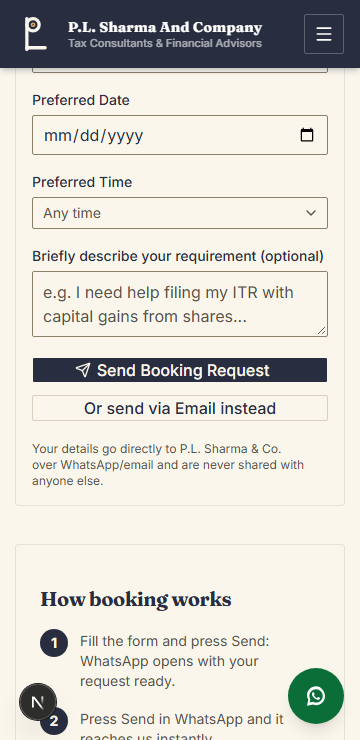 P.L. Sharma And Company
Tax Consultants & Financial Advisors
Preferred Date
mm/dd/yyyy
Preferred Time
Any time
Briefly describe your requirement (optional)
e.g. I need help filing my ITR with
capital gains from shares...
Send Booking Request
Or send via Email instead
Your details go directly to P.L. Sharma & Co.
over WhatsApp/email and are never shared with
anyone else.
How booking works
1 Fill the form and press Send:
WhatsApp opens with your
request ready.
N
2 Press Send in WhatsApp and it
reaches us instantly